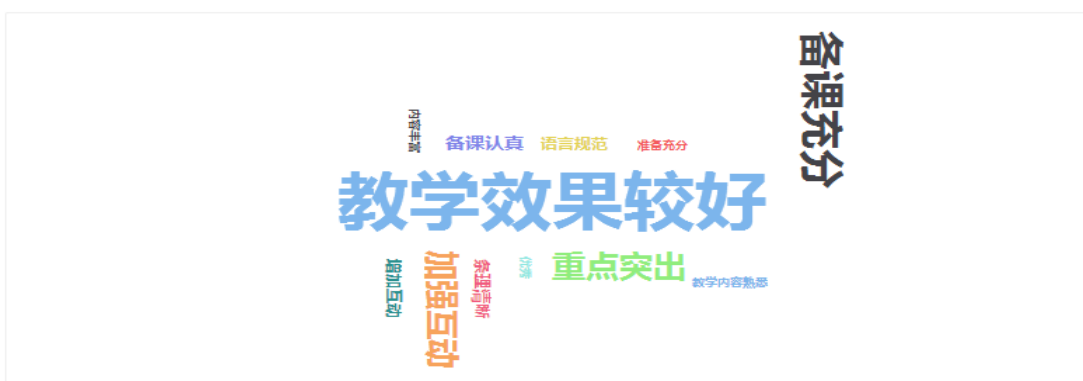 备课充分
内容丰富
备课认真
语言规范
准备充分
教学效果较好
增加互动
加强互动
条理清晰
优秀
重点突出
教学内容熟悉